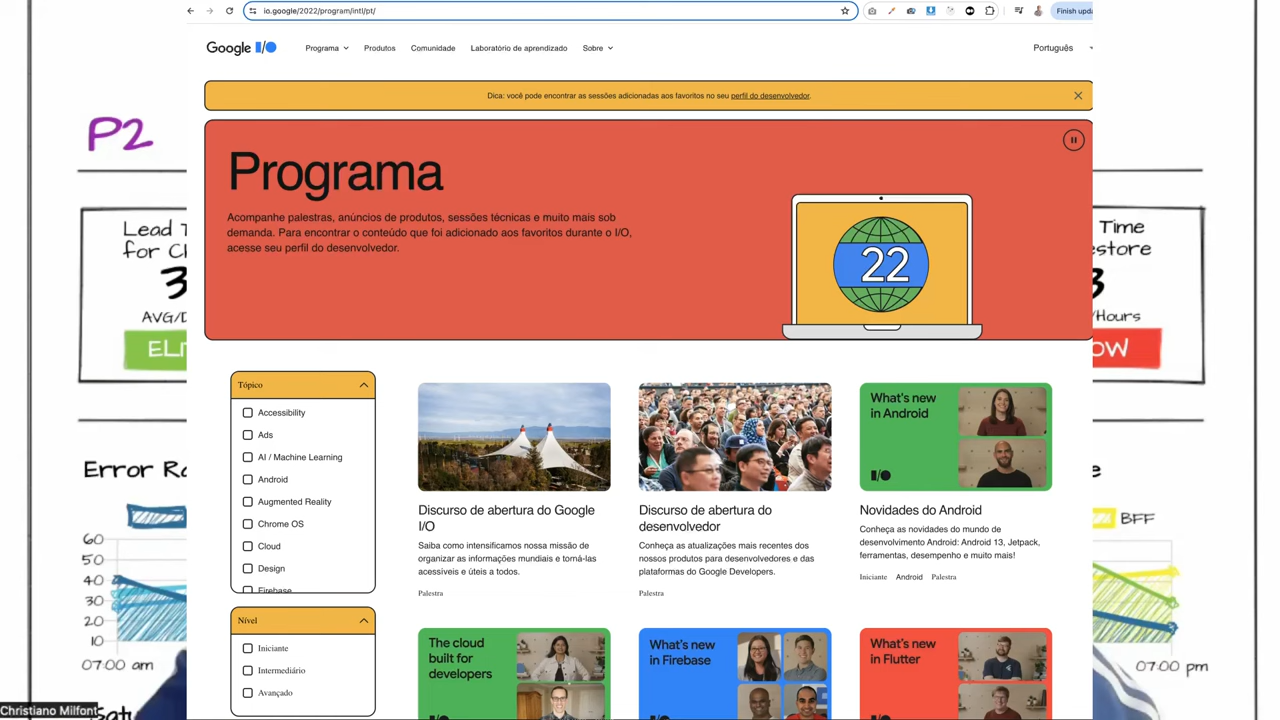 io.google/2022/program/intl/pt/
Finish upda
Google I/O
Programa
Produtos
Comunidade
Laboratório de aprendizado
Sobre
Português
Dica: você pode encontrar as sessões adicionadas aos favoritos no seu perfil do desenvolvedor.
P2
Programa
Acompanhe palestras, anúncios de produtos, sessões técnicas e muito mais sob
demanda. Para encontrar o conteúdo que foi adicionado aos favoritos durante o I/O,
acesse seu perfil do desenvolvedor.
22
Lead T
for Ch
3
AVG/D
ELI
Time
estore
3
/Hours
OW
Tópico
Accessibility
Ads
AI / Machine Learning
Android
Augmented Reality
Chrome OS
Cloud
Design
Firebase
Nível
Iniciante
Intermediário
Avançado
Discurso de abertura do Google
I/O
Saiba como intensificamos nossa missão de
organizar as informações mundiais e torná-las
acessíveis e úteis a todos.
Palestra
Discurso de abertura do
desenvolvedor
Conheça as atualizações mais recentes dos
nossos produtos para desenvolvedores e das
plataformas do Google Developers.
Palestra
What's new
in Android
I/O
Novidades do Android
Conheça as novidades do mundo de
desenvolvimento Android: Android 13, Jetpack,
ferramentas, desempenho e muito mais!
Iniciante Android Palestra
The cloud
built for
developers
What's new
in Firebase
What's new
in Flutter
Error Ra
60
50
40
30
20
10
07:00 am
BFF
07:00 pm
Christiano Milfont